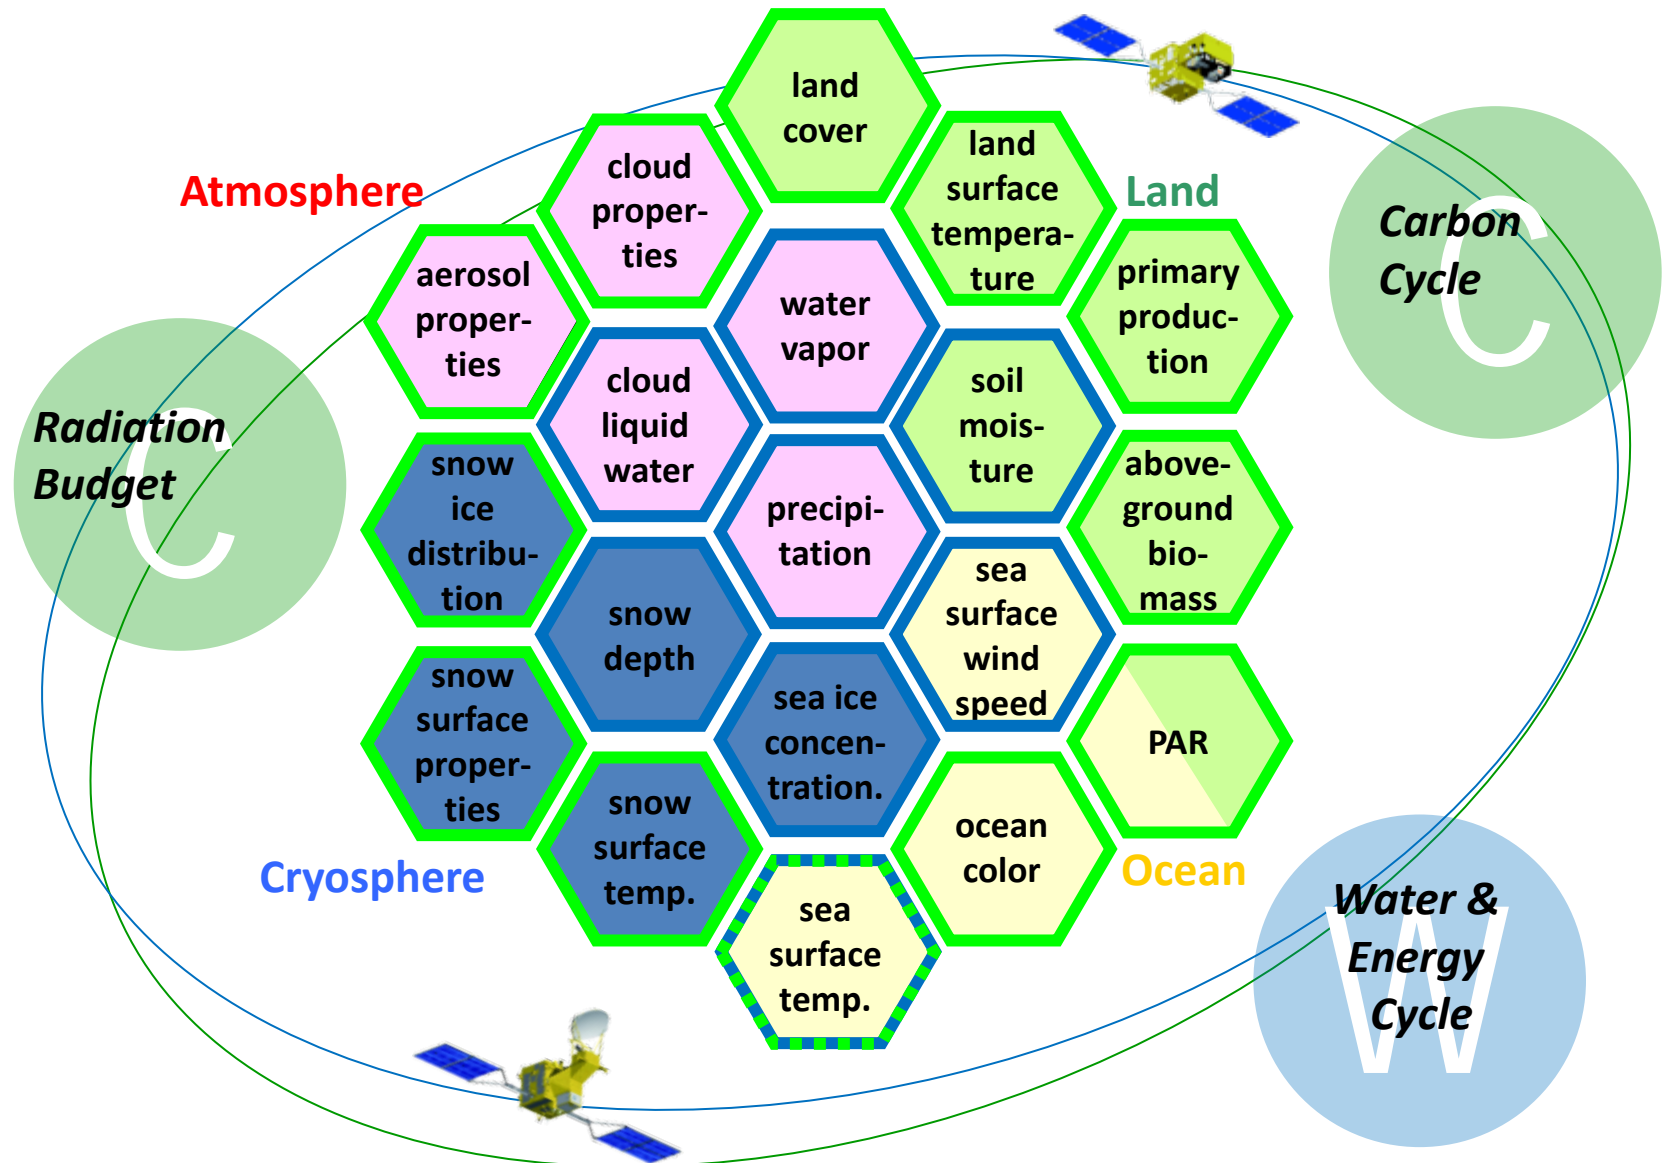 land
cover
cloud
proper-
ties
land
surface
tempera-
ture
Atmosphere
Land
aerosol
proper-
ties
water
vapor
primary
produc-
tion
C
Carbon
Cycle
cloud
liquid
water
soil
mois-
ture
C
Radiation
Budget
snow
ice
distribu-
tion
precipi-
tation
above-
ground
bio-
mass
snow
depth
sea
surface
wind
speed
snow
surface
proper-
ties
sea ice
concen-
tration.
PAR
snow
surface
temp.
ocean
color
Cryosphere
Ocean
sea
surface
temp.
W
Water &
Energy
Cycle